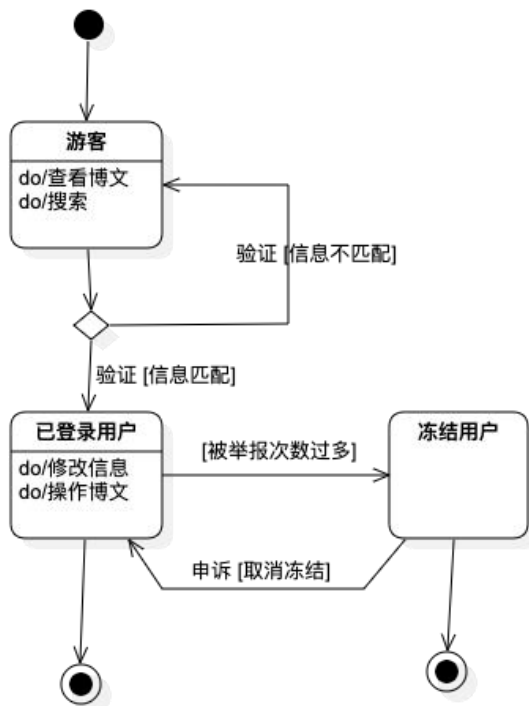 游客
do/查看博文
do/搜索
验证 [信息不匹配]
验证 [信息匹配]
已登录用户
do/修改信息
do/操作博文
[被举报次数过多]
冻结用户
申诉 [取消冻结]